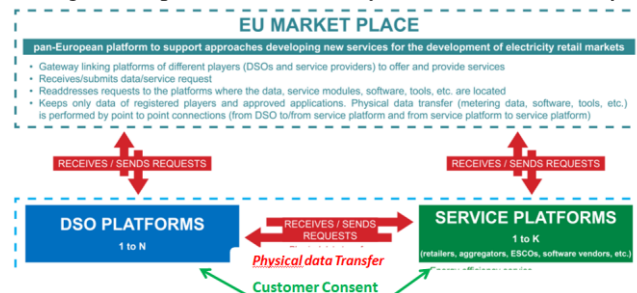 EU MARKET PLACE
pan-European platform to support approaches developing new services for the development of electricity retail markets
• Gateway linking platforms of different players (DSOs and service providers) to offer and provide services
• Receives/submits data/service request
• Readdresses requests to the platforms where the data, service modules, software, tools, etc. are located
• Keeps only data of registered players and approved applications. Physical data transfer (metering data, software, tools, etc.)
is performed by point to point connections (from DSO to/from service platform and from service platform to service platform)
RECEIVES / SENDS REQUESTS
RECEIVES / SENDS REQUESTS
DSO PLATFORMS
1 to N
RECEIVES / SENDS
REQUESTS
SERVICE PLATFORMS
1 to K
(retailers, aggregators, ESCOs, software vendors, etc.)
Physical data Transfer
Customer Consent